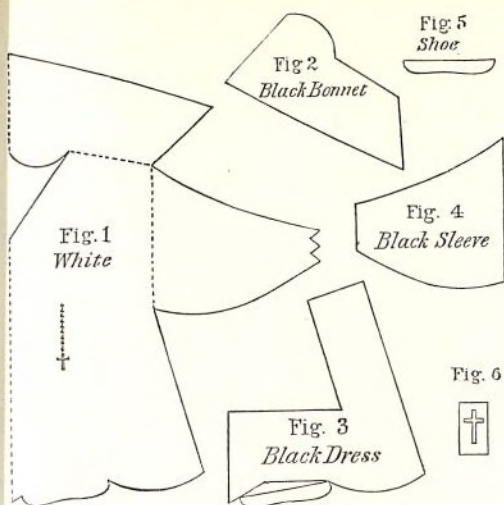 Fig. 1
White
Fig 2
Black Bonnet
Fig. 3
Black Dress
Fig. 4
Black Sleeve
Fig. 5
Shoe
Fig. 6